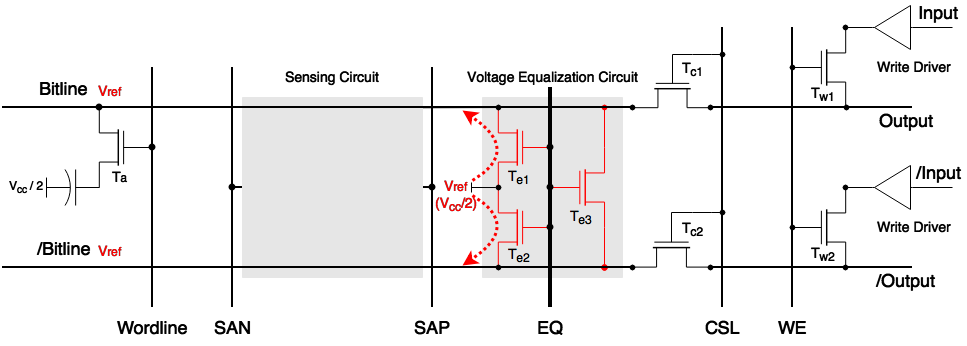 Input
Sensing Circuit
Voltage Equalization Circuit
Tc1
Write Driver
Bitline Vref
Tw1
Output
Ta
Te1
Vcc / 2
Vref
(Vcc/2)
/Input
Te3
Tc2
Write Driver
/Bitline Vref
Te2
Tw2
/Output
Wordline
SAN
SAP
EQ
CSL
WE